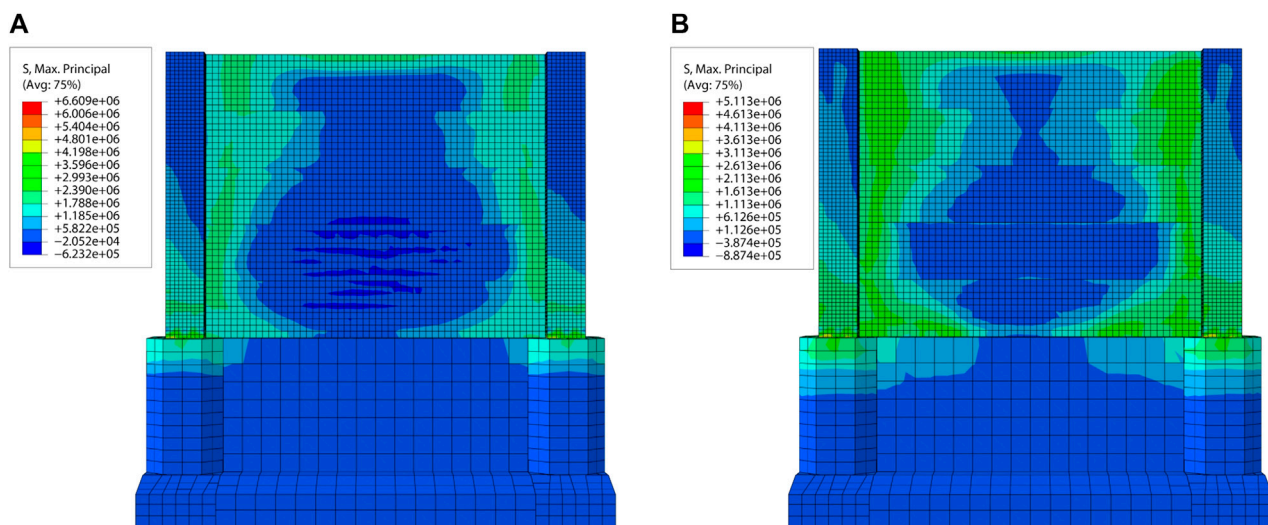 A
S, Max. Principal
(Avg: 75%)
+6.609e+06
+6.006e+06
+5.404e+06
+4.801e+06
+4.198e+06
+3.596e+06
+2.993e+06
+2.390e+06
+1.788e+06
+1.185e+06
+5.822e+05
−2.052e+04
−6.232e+05
B
S, Max. Principal
(Avg: 75%)
+5.113e+06
+4.613e+06
+4.113e+06
+3.613e+06
+3.113e+06
+2.613e+06
+2.113e+06
+1.613e+06
+1.113e+06
+6.126e+05
+1.126e+05
−3.874e+05
−8.874e+05